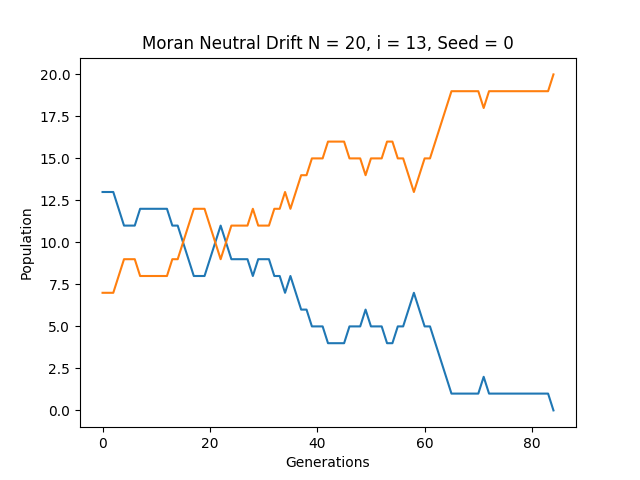 Moran Neutral Drift N = 20, i = 13, Seed = 0
20.0
17.5
15.0
12.5
10.0
7.5
5.0
2.5
0.0
Population
0 20 40 60 80
Generations